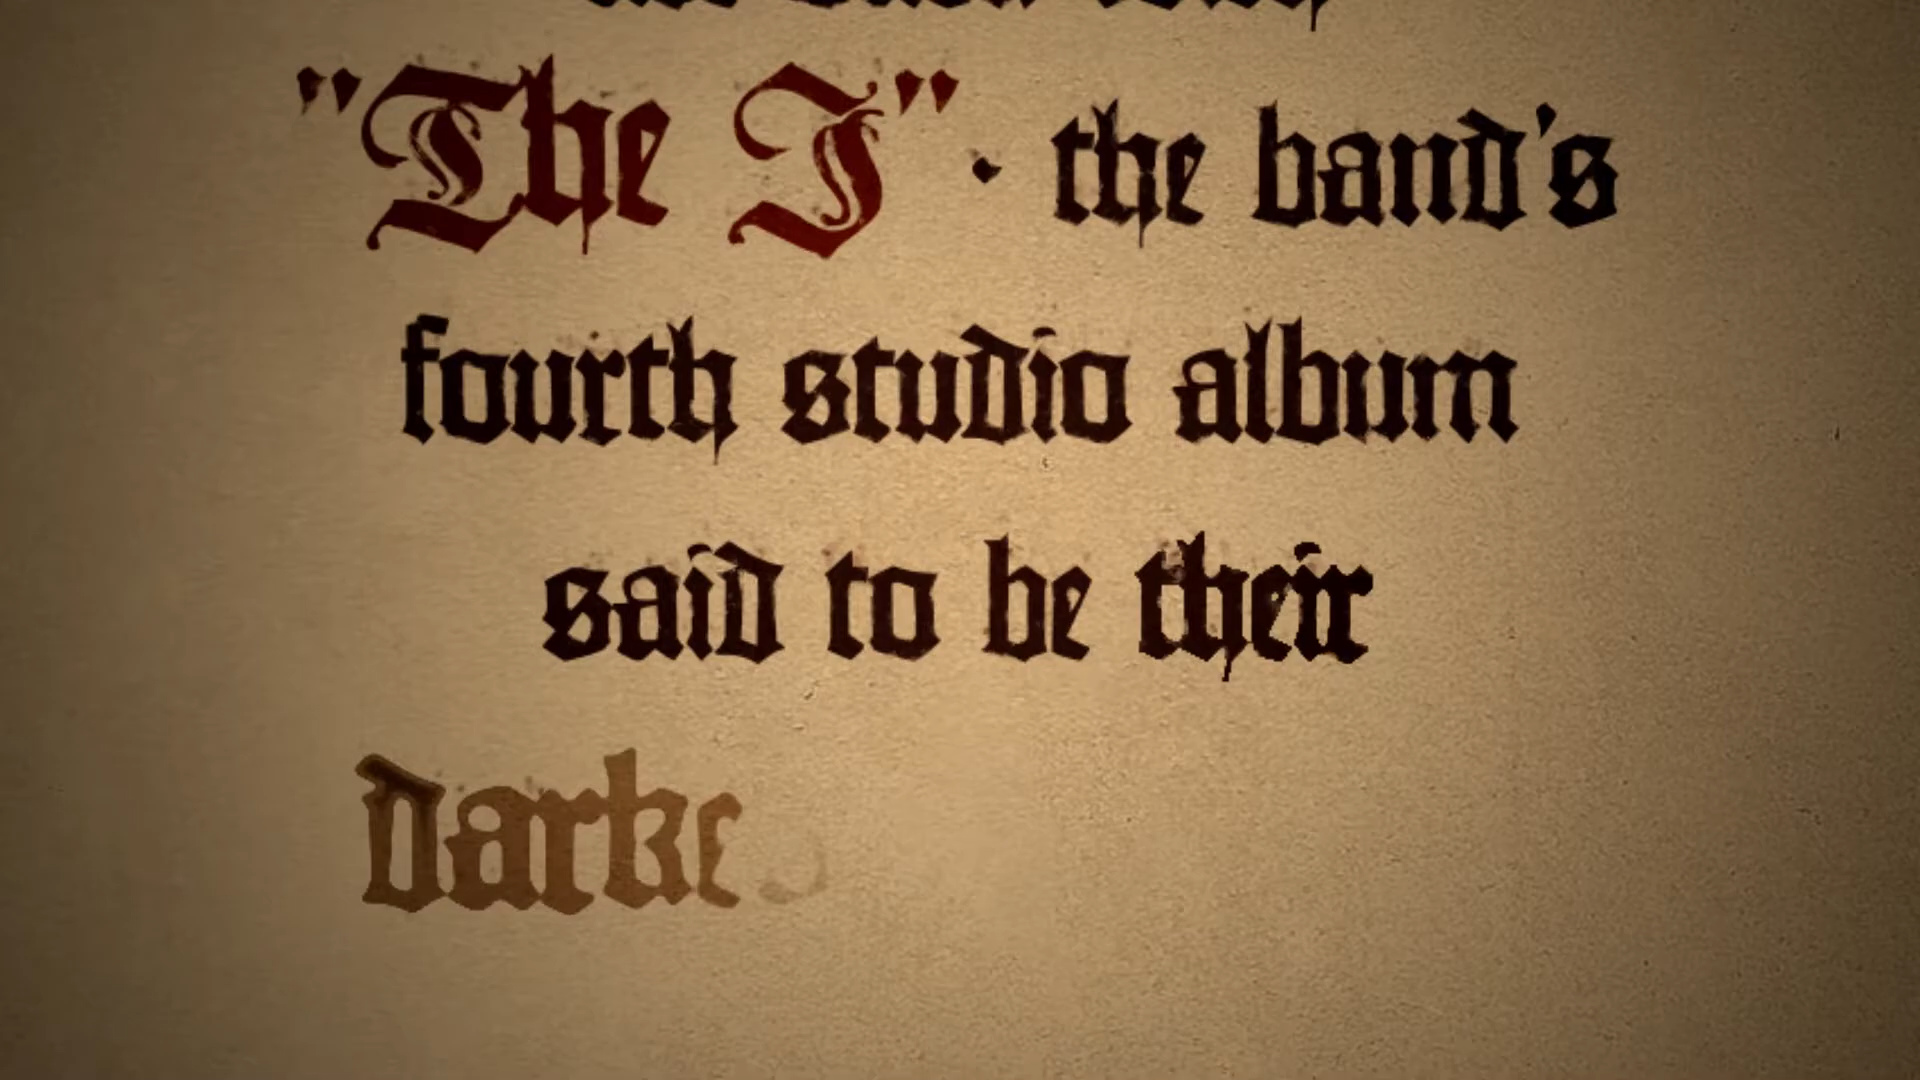 "The I" · the band's
fourth studio album
said to be their